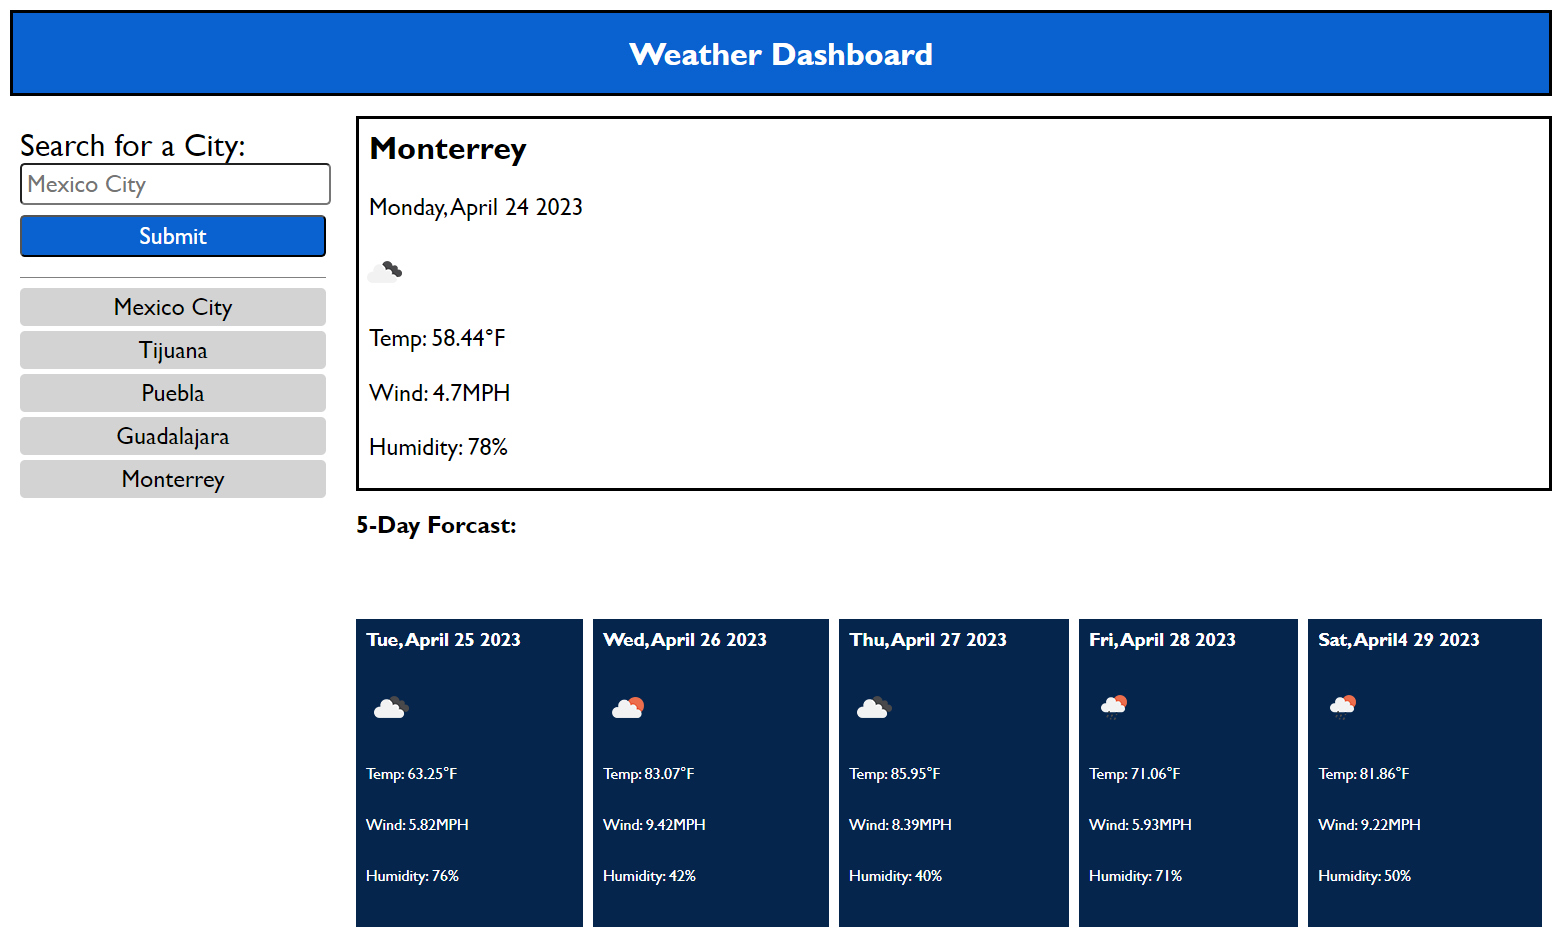 Weather Dashboard
Search for a City:
Mexico City
Submit
Mexico City
Tijuana
Puebla
Guadalajara
Monterrey
Monterrey
Monday, April 24 2023
Temp: 58.44°F
Wind: 4.7MPH
Humidity: 78%
5-Day Forcast:
Tue, April 25 2023
Temp: 63.25°F
Wind: 5.82MPH
Humidity: 76%
Wed, April 26 2023
Temp: 83.07°F
Wind: 9.42MPH
Humidity: 42%
Thu, April 27 2023
Temp: 85.95°F
Wind: 8.39MPH
Humidity: 40%
Fri, April 28 2023
Temp: 71.06°F
Wind: 5.93MPH
Humidity: 71%
Sat, April4 29 2023
Temp: 81.86°F
Wind: 9.22MPH
Humidity: 50%